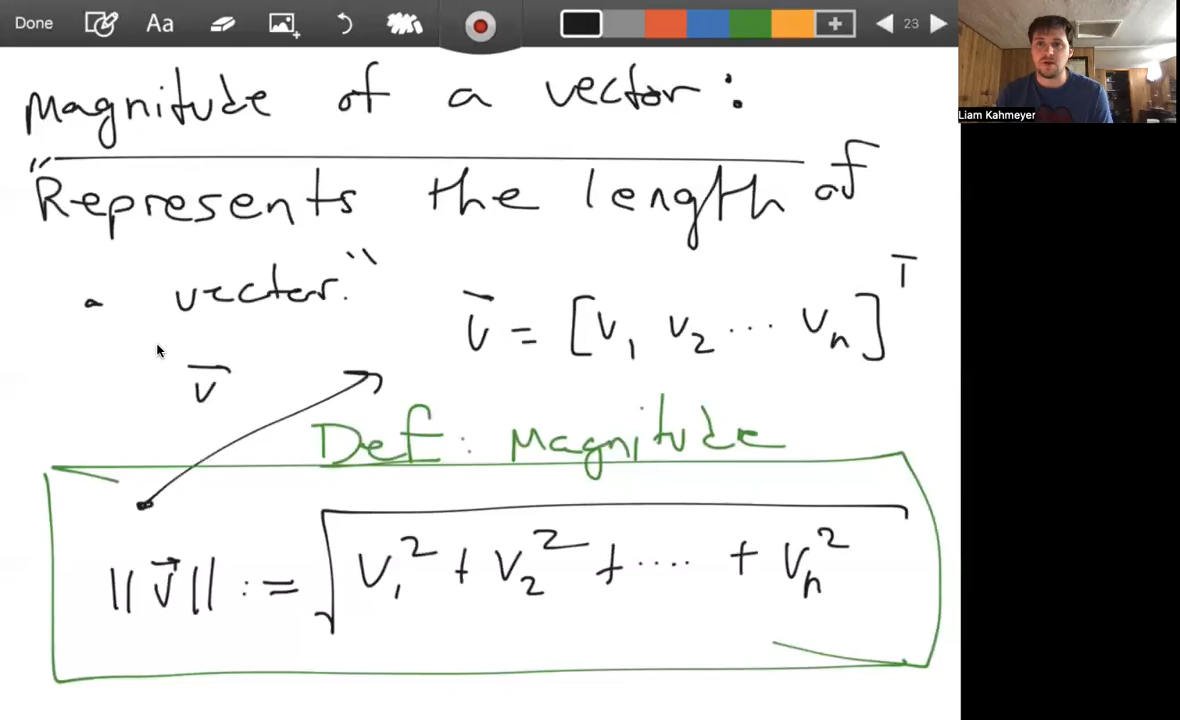 Done Aa 23
Liam Kahmeyer
Magnitude of a vector:
"Represents the length of
a vector."
v̅ = [v₁ v₂ ... vₙ]ᵀ
v̅
Def: Magnitude
||v⃗|| := √(v₁² + v₂² + .... + vₙ²)